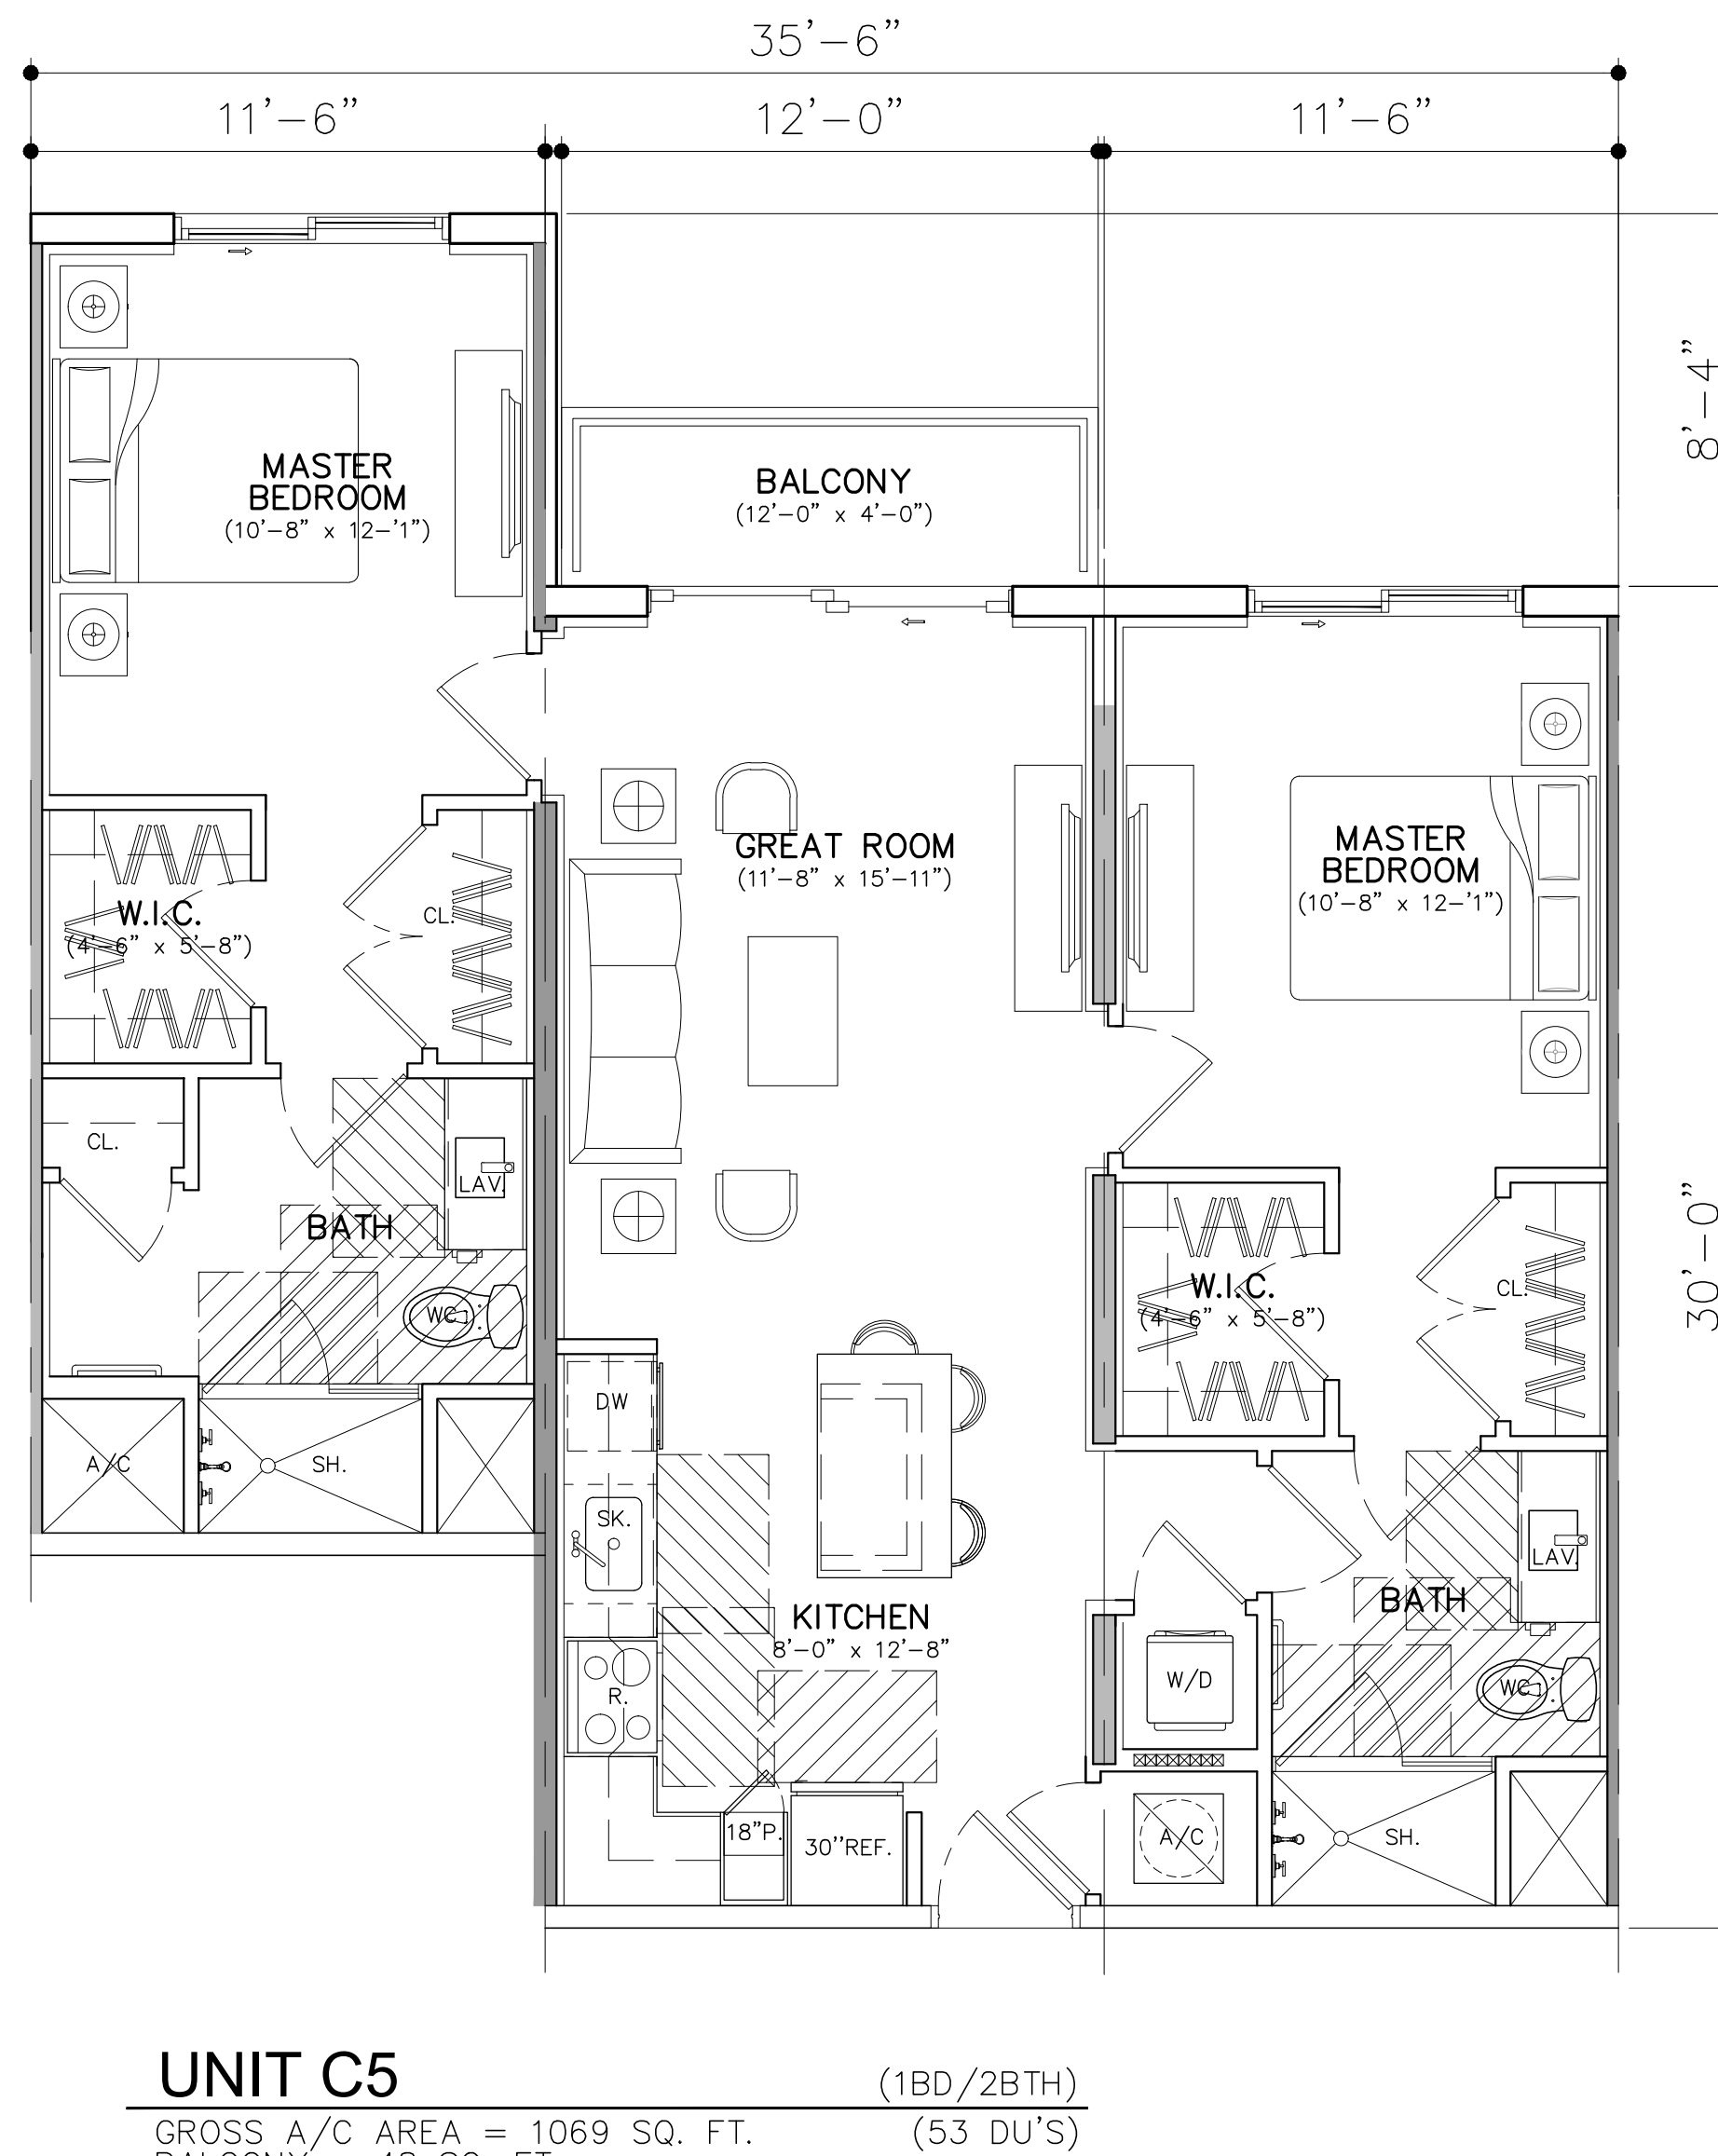 35'-6"
11'-6"
12'-0"
11'-6"
8'-4"
MASTER
BEDROOM
(10'-8" x 12-'1")
BALCONY
(12'-0" x 4'-0")
GREAT ROOM
(11'-8" x 15'-11")
MASTER
BEDROOM
(10'-8" x 12-'1")
W.I.C.
(4'-6" x 5'-8")
CL.
CL.
LAV.
BATH
WC
30'-0"
W.I.C.
(4'-6" x 5'-8")
CL.
DW
A/C
SH.
SK.
LAV.
BATH
KITCHEN
8'-0" x 12'-8"
R.
W/D
WC
18"P.
30"REF.
A/C
SH.
UNIT C5
(1BD/2BTH)
GROSS A/C AREA = 1069 SQ. FT.
(53 DU'S)